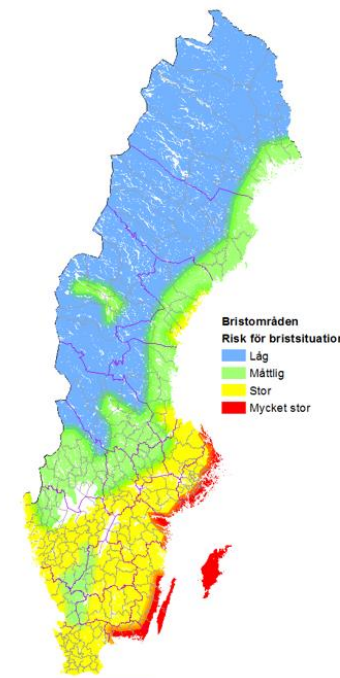 Bristområden
Risk för bristsituation
Låg
Måttlig
Stor
Mycket stor